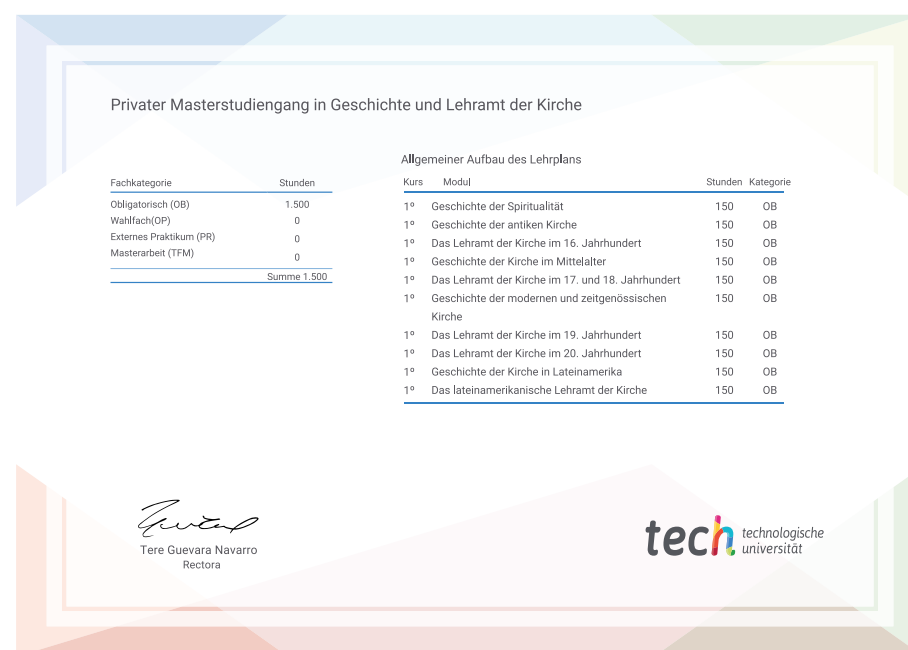 Privater Masterstudiengang in Geschichte und Lehramt der Kirche
Fachkategorie Stunden
Obligatorisch (OB) 1.500
Wahlfach(OP) 0
Externes Praktikum (PR) 0
Masterarbeit (TFM) 0
Summe 1.500
Allgemeiner Aufbau des Lehrplans
Kurs Modul Stunden Kategorie
1º Geschichte der Spiritualität 150 OB
1º Geschichte der antiken Kirche 150 OB
1º Das Lehramt der Kirche im 16. Jahrhundert 150 OB
1º Geschichte der Kirche im Mittelalter 150 OB
1º Das Lehramt der Kirche im 17. und 18. Jahrhundert 150 OB
1º Geschichte der modernen und zeitgenössischen 150 OB
Kirche
1º Das Lehramt der Kirche im 19. Jahrhundert 150 OB
1º Das Lehramt der Kirche im 20. Jahrhundert 150 OB
1º Geschichte der Kirche in Lateinamerika 150 OB
1º Das lateinamerikanische Lehramt der Kirche 150 OB
Tere Guevara Navarro
Rectora
tech technologische
universität